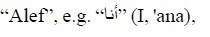 “Alef”, e.g. “أنا” (I, 'ana),